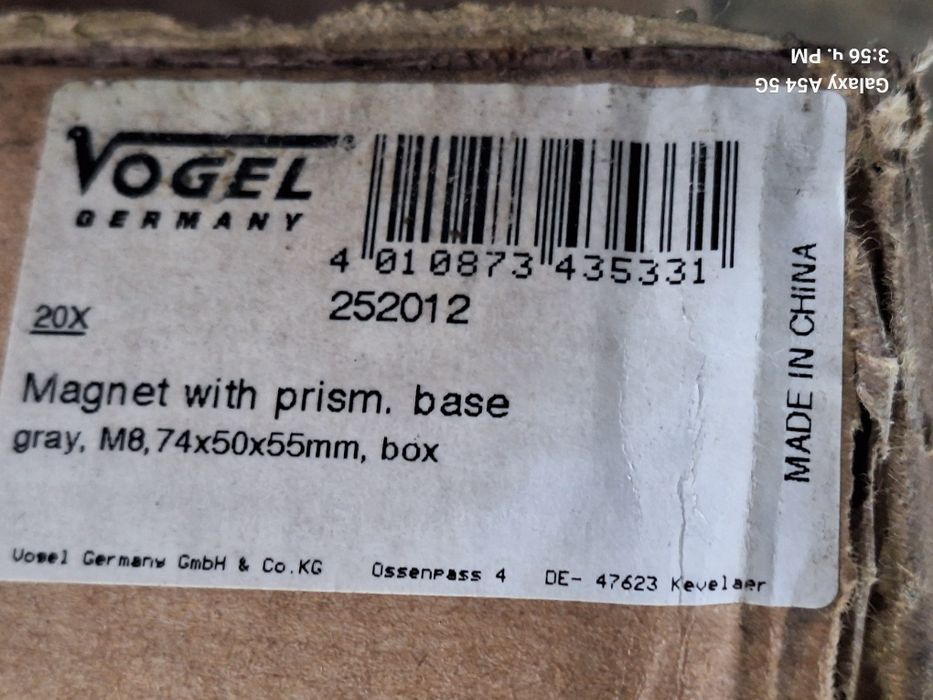 VOGEL
GERMANY
4 010873 435331
252012
20X
Magnet with prism. base
gray, M8, 74x50x55mm, box
Vogel Germany GmbH & Co.KG Ossenpass 4 DE- 47623 Kevelaer
MADE IN CHINA
Galaxy A54 5G
3:56 ч. PM